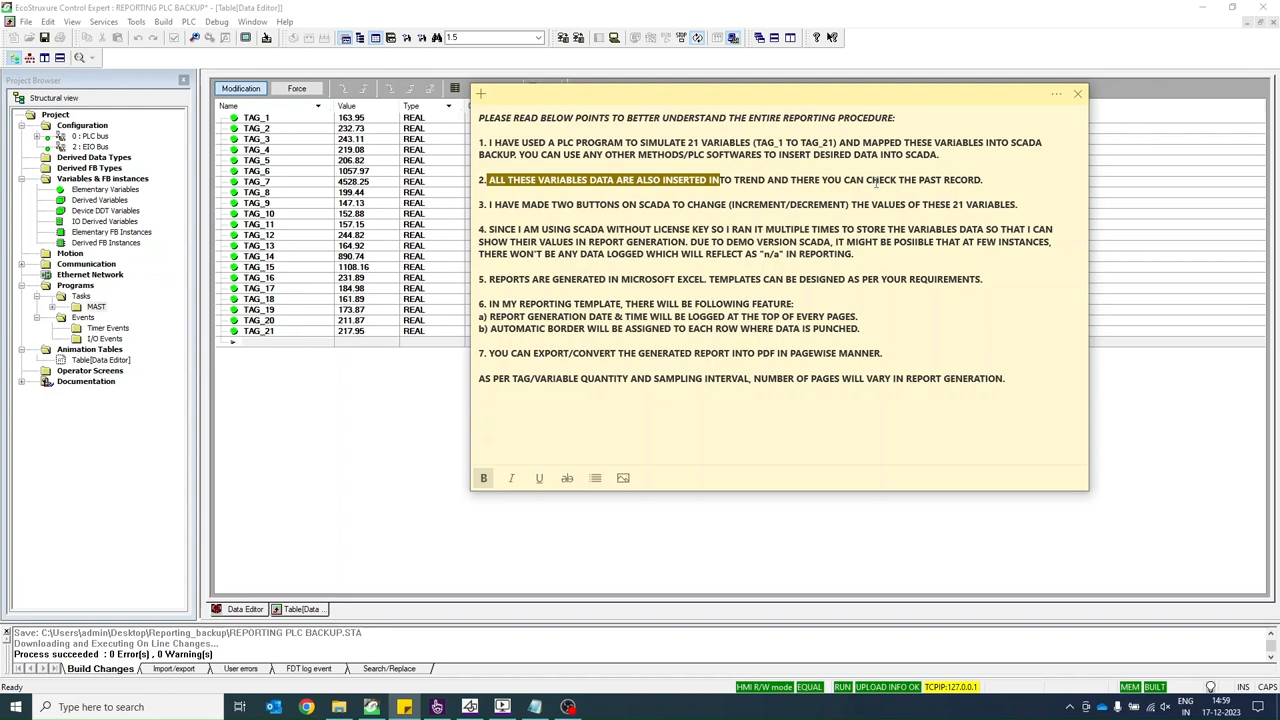 EcoStruxure Control Expert : REPORTING PLC BACKUP* - [Table[Data Editor]]
File Edit View Services Tools Build PLC Debug Window Help
1.5
Project Browser
Structural view
Project
Configuration
0 : PLC bus
2 : EIO Bus
Derived Data Types
Variables & FB instances
Elementary Variables
Derived Variables
Device DDT Variables
IO Derived Variables
Elementary FB Instances
Derived FB Instances
Motion
Communication
Ethernet Network
Programs
Tasks
MAST
Events
Timer Events
I/O Events
Animation Tables
Table[Data Editor]
Operator Screens
Documentation
Modification Force
Name Value Type
TAG_1 163.95 REAL
TAG_2 232.73 REAL
TAG_3 243.11 REAL
TAG_4 219.08 REAL
TAG_5 206.82 REAL
TAG_6 1057.97 REAL
TAG_7 4528.25 REAL
TAG_8 199.44 REAL
TAG_9 147.13 REAL
TAG_10 152.88 REAL
TAG_11 157.15 REAL
TAG_12 244.82 REAL
TAG_13 164.92 REAL
TAG_14 890.74 REAL
TAG_15 1108.16 REAL
TAG_16 231.89 REAL
TAG_17 184.98 REAL
TAG_18 161.89 REAL
TAG_19 173.87 REAL
TAG_20 211.87 REAL
TAG_21 217.95 REAL
PLEASE READ BELOW POINTS TO BETTER UNDERSTAND THE ENTIRE REPORTING PROCEDURE:
1. I HAVE USED A PLC PROGRAM TO SIMULATE 21 VARIABLES (TAG_1 TO TAG_21) AND MAPPED THESE VARIABLES INTO SCADA
BACKUP. YOU CAN USE ANY OTHER METHODS/PLC SOFTWARES TO INSERT DESIRED DATA INTO SCADA.
2. ALL THESE VARIABLES DATA ARE ALSO INSERTED INTO TREND AND THERE YOU CAN CHECK THE PAST RECORD.
3. I HAVE MADE TWO BUTTONS ON SCADA TO CHANGE (INCREMENT/DECREMENT) THE VALUES OF THESE 21 VARIABLES.
4. SINCE I AM USING SCADA WITHOUT LICENSE KEY SO I RAN IT MULTIPLE TIMES TO STORE THE VARIABLES DATA SO THAT I CAN
SHOW THEIR VALUES IN REPORT GENERATION. DUE TO DEMO VERSION SCADA, IT MIGHT BE POSIIBLE THAT AT FEW INSTANCES,
THERE WON'T BE ANY DATA LOGGED WHICH WILL REFLECT AS "n/a" IN REPORTING.
5. REPORTS ARE GENERATED IN MICROSOFT EXCEL. TEMPLATES CAN BE DESIGNED AS PER YOUR REQUIREMENTS.
6. IN MY REPORTING TEMPLATE, THERE WILL BE FOLLOWING FEATURE:
a) REPORT GENERATION DATE & TIME WILL BE LOGGED AT THE TOP OF EVERY PAGES.
b) AUTOMATIC BORDER WILL BE ASSIGNED TO EACH ROW WHERE DATA IS PUNCHED.
7. YOU CAN EXPORT/CONVERT THE GENERATED REPORT INTO PDF IN PAGEWISE MANNER.
AS PER TAG/VARIABLE QUANTITY AND SAMPLING INTERVAL, NUMBER OF PAGES WILL VARY IN REPORT GENERATION.
B I U ab
Data Editor Table[Data ...
Save: C:\Users\admin\Desktop\Reporting_backup\REPORTING PLC BACKUP.STA
Downloading and Executing On Line Changes...
Process succeeded : 0 Error(s) , 0 Warning(s)
Build Changes Import/export User errors FDT log event Search/Replace
Ready HMI R/W mode EQUAL RUN UPLOAD INFO OK TCPIP:127.0.0.1 MEM BUILT INS CAPS
Type here to search
ENG
IN
14:59
17-12-2023